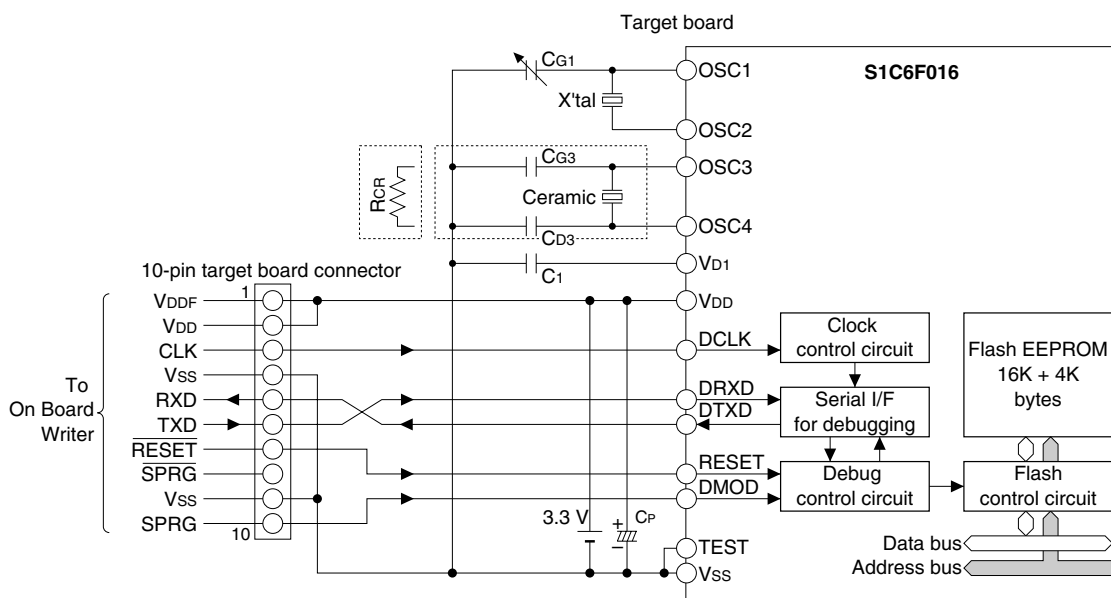 Target board
S1C6F016
CG1
X'tal
OSC1
OSC2
RCR
CG3
Ceramic
CD3
OSC3
OSC4
C1
VD1
10-pin target board connector
1
VDDF
VDD
CLK
VSS
RXD
TXD
RESET
SPRG
VSS
SPRG
10
To
On Board
Writer
3.3 V
+
−
CP
VDD
DCLK
DRXD
DTXD
RESET
DMOD
TEST
VSS
Clock
control circuit
Serial I/F
for debugging
Debug
control circuit
Flash EEPROM
16K + 4K
bytes
Flash
control circuit
Data bus
Address bus